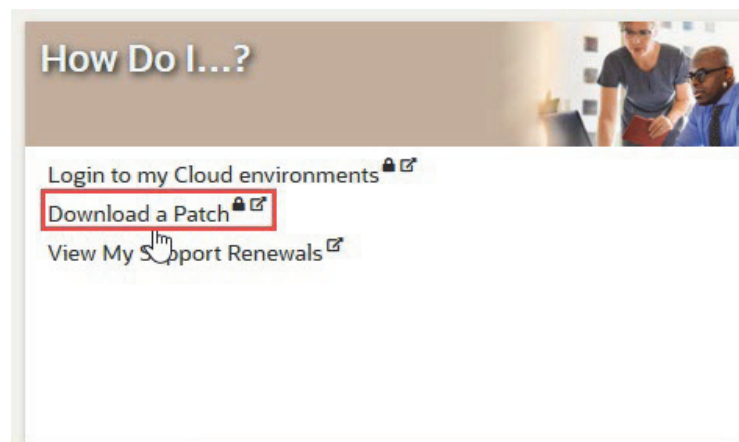 How Do I...?
Login to my Cloud environments
Download a Patch
View My Support Renewals